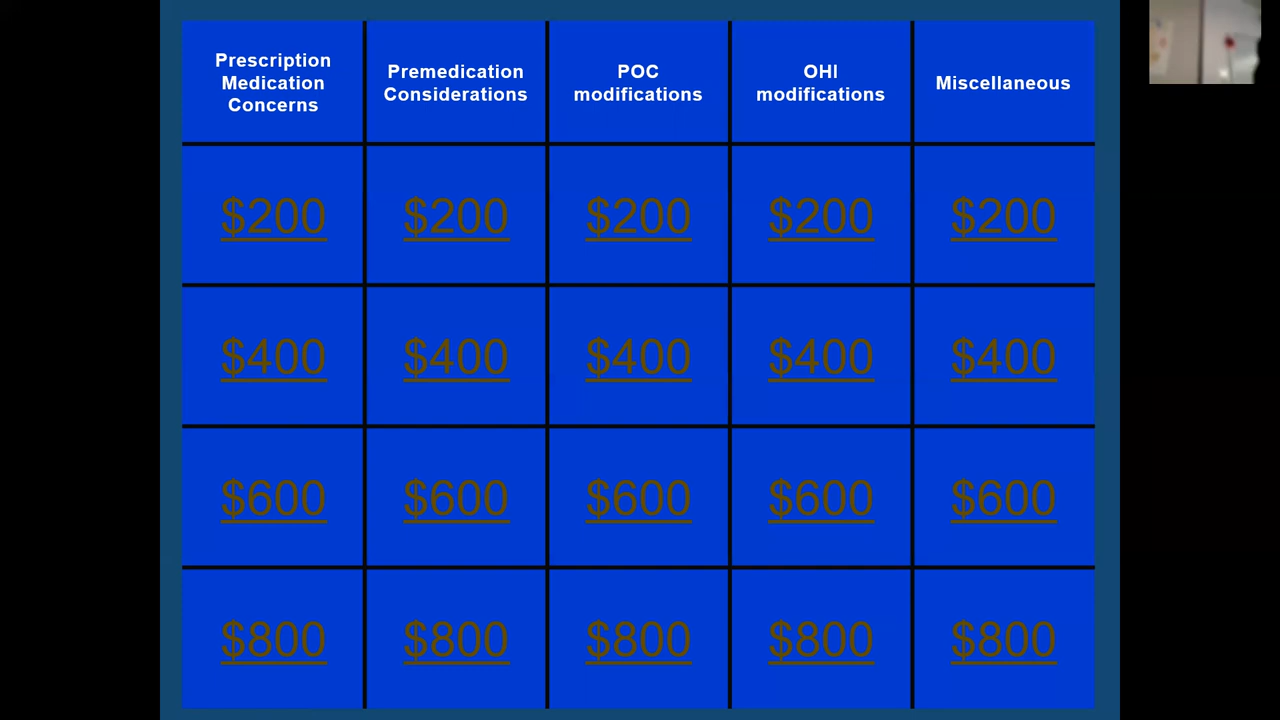 Prescription
Medication
Concerns
Premedication
Considerations
POC
modifications
OHI
modifications
Miscellaneous
$200 $200 $200 $200 $200
$400 $400 $400 $400 $400
$600 $600 $600 $600 $600
$800 $800 $800 $800 $800